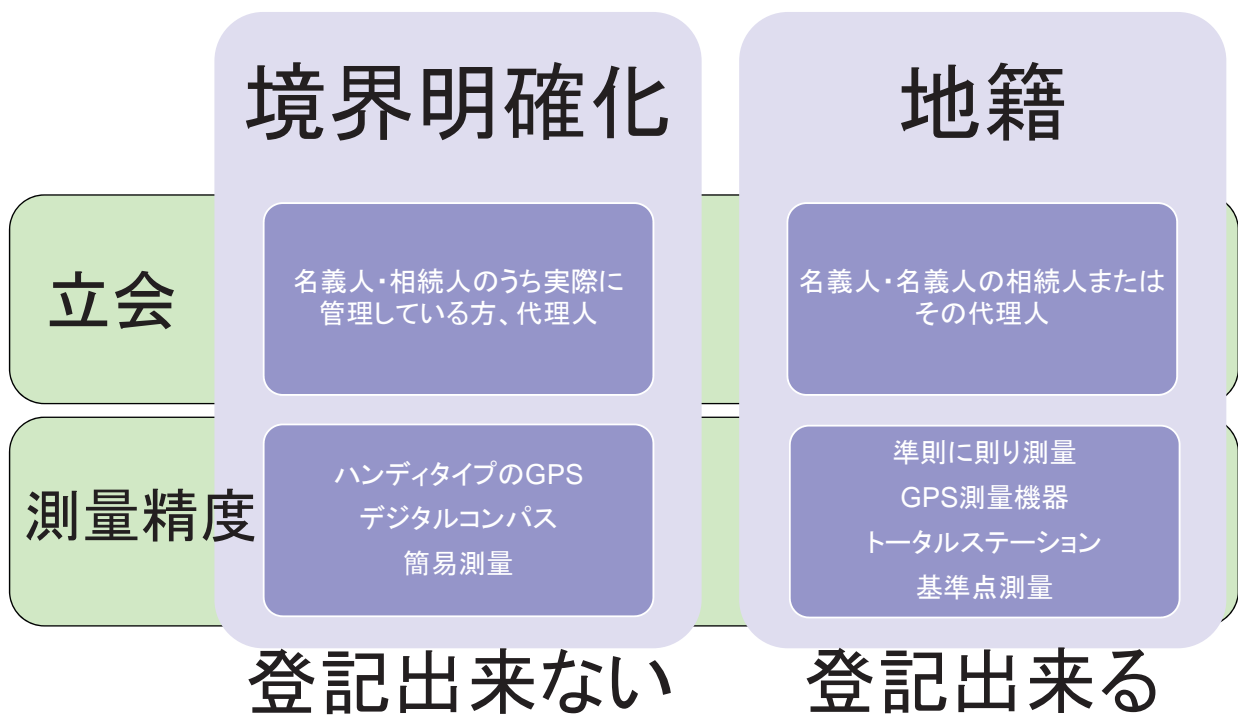 境界明確化
地籍
立会
名義人・相続人のうち実際に
管理している方、代理人
名義人・名義人の相続人または
その代理人
測量精度
ハンディタイプのGPS
デジタルコンパス
簡易測量
準則に則り測量
GPS測量機器
トータルステーション
基準点測量
登記出来ない
登記出来る